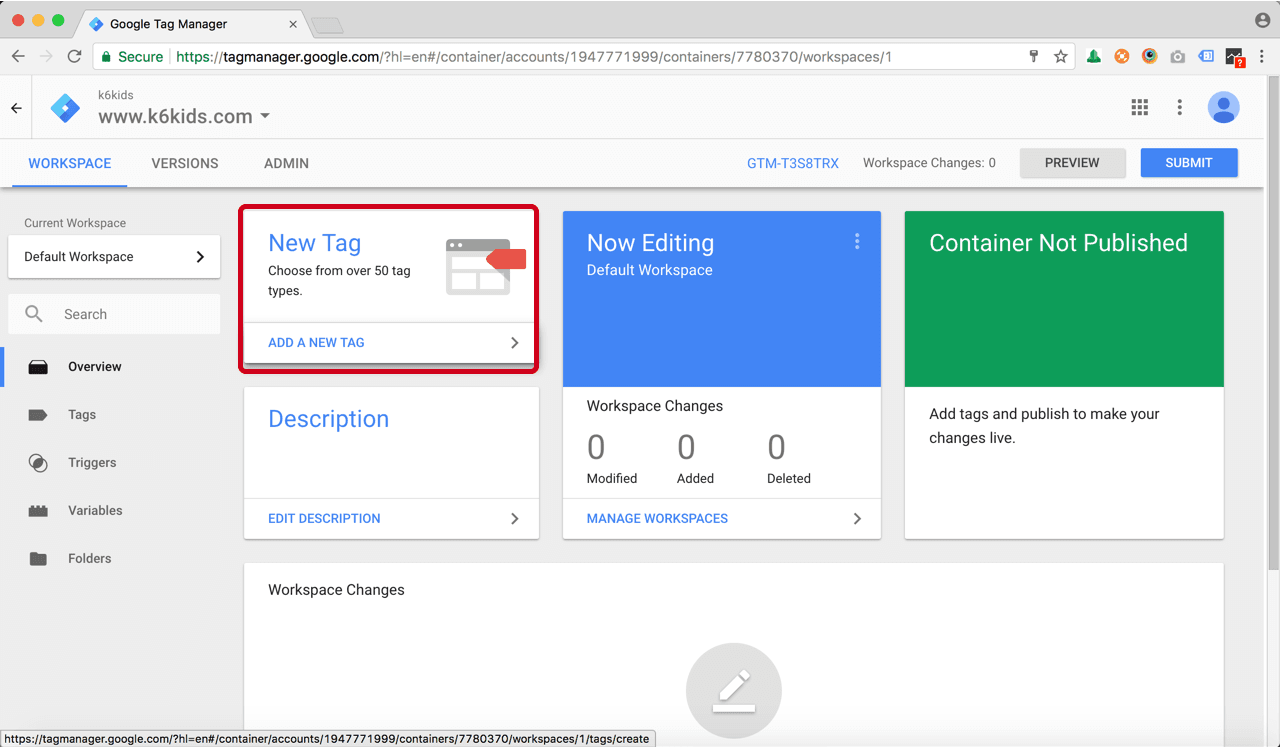 Google Tag Manager
Secure
https://tagmanager.google.com/?hl=en#/container/accounts/1947771999/containers/7780370/workspaces/1
?
k6kids
www.k6kids.com
WORKSPACE VERSIONS ADMIN GTM-T3S8TRX Workspace Changes: 0 PREVIEW SUBMIT
Current Workspace
Default Workspace
Search
Overview
Tags
Triggers
Variables
Folders
New Tag
Choose from over 50 tag
types.
ADD A NEW TAG
Now Editing
Default Workspace
Workspace Changes
0 0 0
Modified Added Deleted
MANAGE WORKSPACES
Container Not Published
Add tags and publish to make your
changes live.
Description
EDIT DESCRIPTION
Workspace Changes
https://tagmanager.google.com/?hl=en#/container/accounts/1947771999/containers/7780370/workspaces/1/tags/create